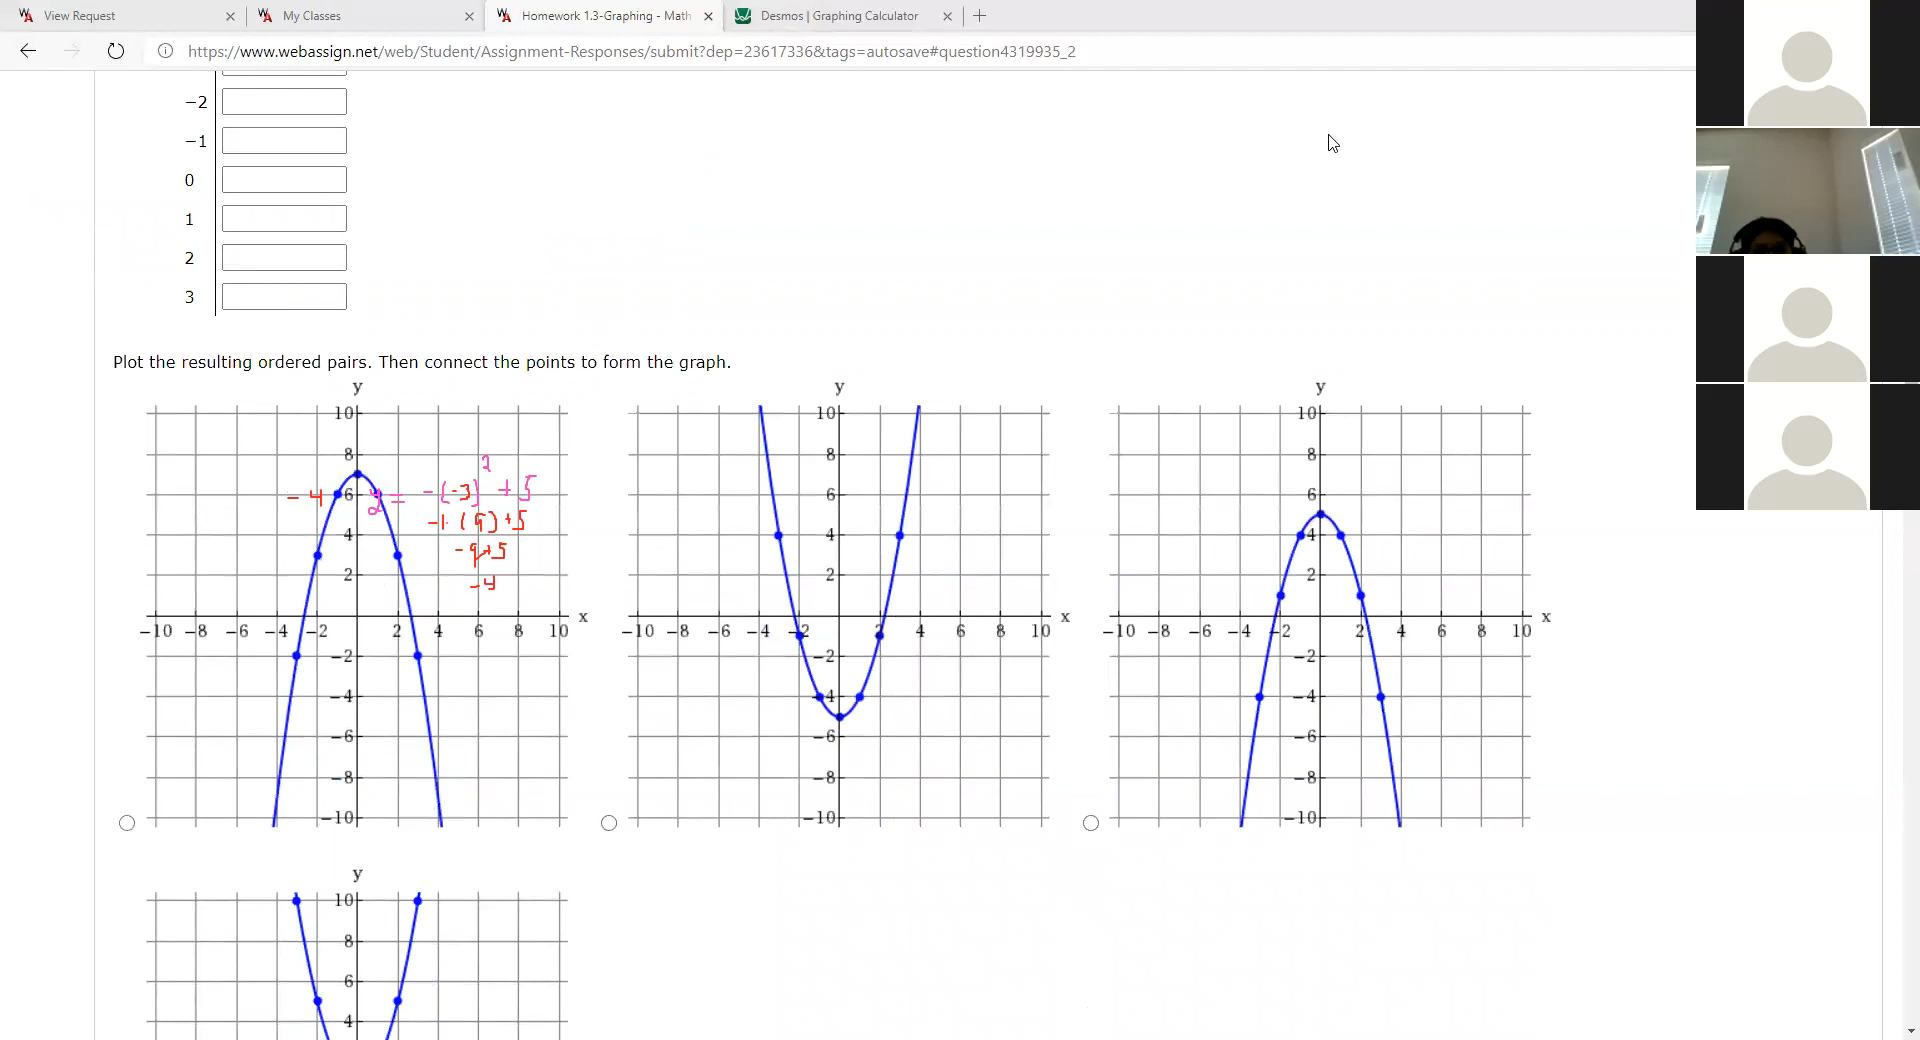 View Request
My Classes
Homework 1.3-Graphing - Math
Desmos | Graphing Calculator
https://www.webassign.net/web/Student/Assignment-Responses/submit?dep=23617336&tags=autosave#question4319935_2
−2
−1
0
1
2
3
Plot the resulting ordered pairs. Then connect the points to form the graph.
y
10
8
6
4
2
x
−10 −8 −6 −4 −2 2 4 6 8 10
−2
−4
−6
−8
−10
- 4
y = -(-3)² + 5
-1·(9)+5
-9+5
-4
y
10
8
6
4
2
x
−10 −8 −6 −4 −2 2 4 6 8 10
−2
−4
−6
−8
−10
y
10
8
6
4
2
x
−10 −8 −6 −4 −2 2 4 6 8 10
−2
−4
−6
−8
−10
y
10
8
6
4